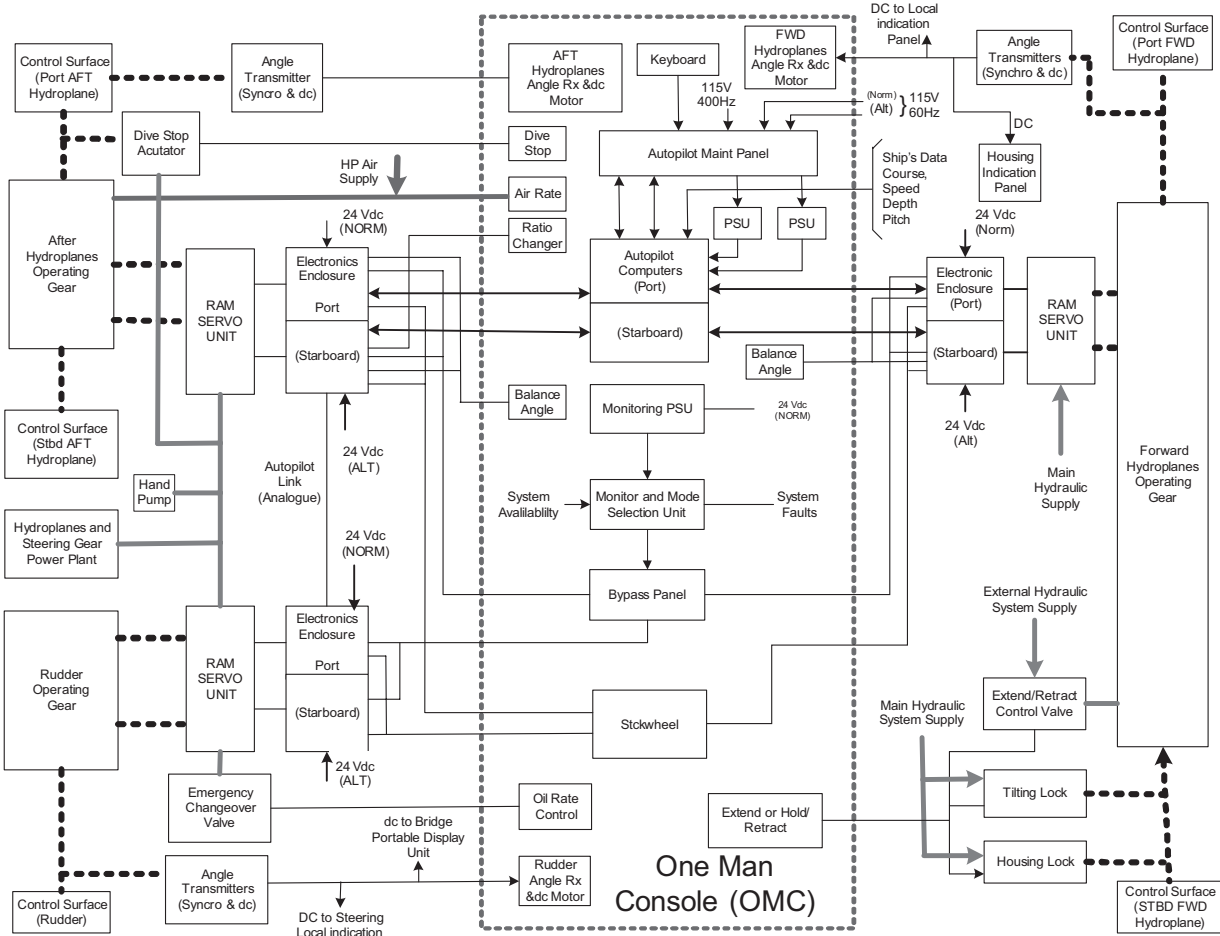 Control Surface
(Port AFT
Hydroplane)
Angle
Transmitter
(Syncro & dc)
AFT
Hydroplanes
Angle Rx &dc
Motor
Keyboard
FWD
Hydroplanes
Angle Rx &dc
Motor
DC to Local
indication
Panel
Angle
Transmitters
(Synchro & dc)
Control Surface
(Port FWD
Hydroplane)
115V
400Hz
(Norm)
(Alt)
115V
60Hz
DC
Dive Stop
Acutator
Dive
Stop
Autopilot Maint Panel
Housing
Indication
Panel
HP Air
Supply
Air Rate
Ship's Data
Course,
Speed
Depth
Pitch
After
Hydroplanes
Operating
Gear
24 Vdc
(NORM)
Ratio
Changer
PSU
PSU
24 Vdc
(Norm)
RAM
SERVO
UNIT
Electronics
Enclosure
Port
(Starboard)
Autopilot
Computers
(Port)
(Starboard)
Electronic
Enclosure
(Port)
(Starboard)
RAM
SERVO
UNIT
Balance
Angle
Balance
Angle
Monitoring PSU
24 Vdc
(NORM)
24 Vdc
(Alt)
Control Surface
(Stbd AFT
Hydroplane)
24 Vdc
(ALT)
Autopilot
Link
(Analogue)
Forward
Hydroplanes
Operating
Gear
Main
Hydraulic
Supply
Hand
Pump
System
Avalilablilty
Monitor and Mode
Selection Unit
System
Faults
Hydroplanes and
Steering Gear
Power Plant
24 Vdc
(NORM)
Bypass Panel
External Hydraulic
System Supply
Rudder
Operating
Gear
RAM
SERVO
UNIT
Electronics
Enclosure
Port
(Starboard)
Stckwheel
Main Hydraulic
System Supply
Extend/Retract
Control Valve
24 Vdc
(ALT)
Emergency
Changeover
Valve
Oil Rate
Control
Extend or Hold/
Retract
Tilting Lock
dc to Bridge
Portable Display
Unit
Housing Lock
Angle
Transmitters
(Syncro & dc)
Rudder
Angle Rx
&dc Motor
One Man
Console (OMC)
Control Surface
(Rudder)
DC to Steering
Local indication
Control Surface
(STBD FWD
Hydroplane)